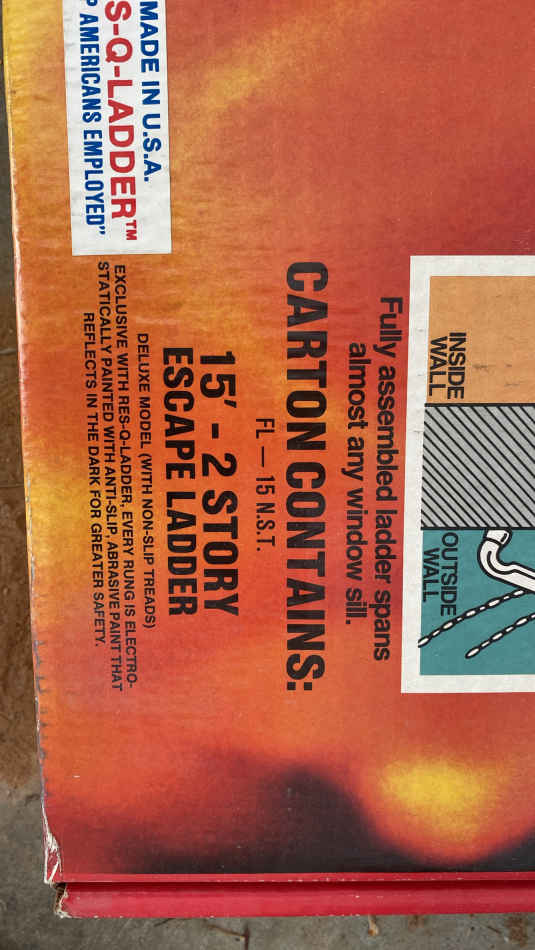 INSIDE
WALL
OUTSIDE
WALL
Fully assembled ladder spans
almost any window sill.
CARTON CONTAINS:
FL — 15 N.S.T.
15' - 2 STORY
ESCAPE LADDER
DELUXE MODEL (WITH NON-SLIP TREADS)
EXCLUSIVE WITH RES-Q-LADDER, EVERY RUNG IS ELECTRO-
STATICALLY PAINTED WITH ANTI-SLIP, ABRASIVE PAINT THAT
REFLECTS IN THE DARK FOR GREATER SAFETY.
MADE IN U.S.A.
S-Q-LADDER™
P AMERICANS EMPLOYED"